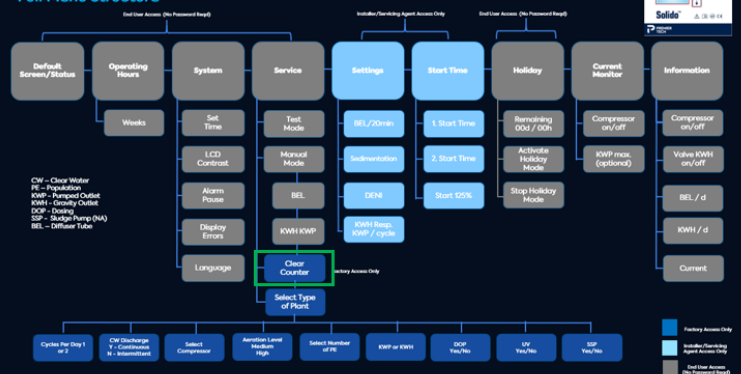 End User Access (No Password Reqd)
Installer/Servicing Agent Access Only
End User Access (No Password Reqd)
Solido
PREMIER
TECH
Default
Screen/Status
Operating
Hours
System
Service
Settings
Start Time
Holiday
Current
Monitor
Information
Weeks
Set
Time
LCD
Contrast
Alarm
Pause
Display
Errors
Language
Test
Mode
Manual
Mode
BEL
KWH KWP
Clear
Counter
Select Type
of Plant
Factory Access Only
BEL/20min
Sedimentation
DENI
KWH Resp.
KWP / cycle
1. Start Time
2. Start Time
Start 125%
Remaining
00d / 00h
Activate
Holiday
Mode
Stop Holiday
Mode
Compressor
on/off
KWP max.
(optional)
Compressor
on/off
Valve KWH
on/off
BEL / d
KWH / d
Current
CW – Clear Water
PE – Population
KWP - Pumped Outlet
KWH - Gravity Outlet
DOP - Dosing
SSP - Sludge Pump (NA)
BEL – Diffuser Tube
Cycles Per Day 1
or 2
CW Discharge
Y - Continuous
N - Intermittent
Select
Compressor
Aeration Level
Medium
High
Select Number
of PE
KWP or KWH
DOP
Yes/No
UV
Yes/No
SSP
Yes/No
Factory Access Only
Installer/Servicing
Agent Access Only
End User Access
(No Password Reqd)